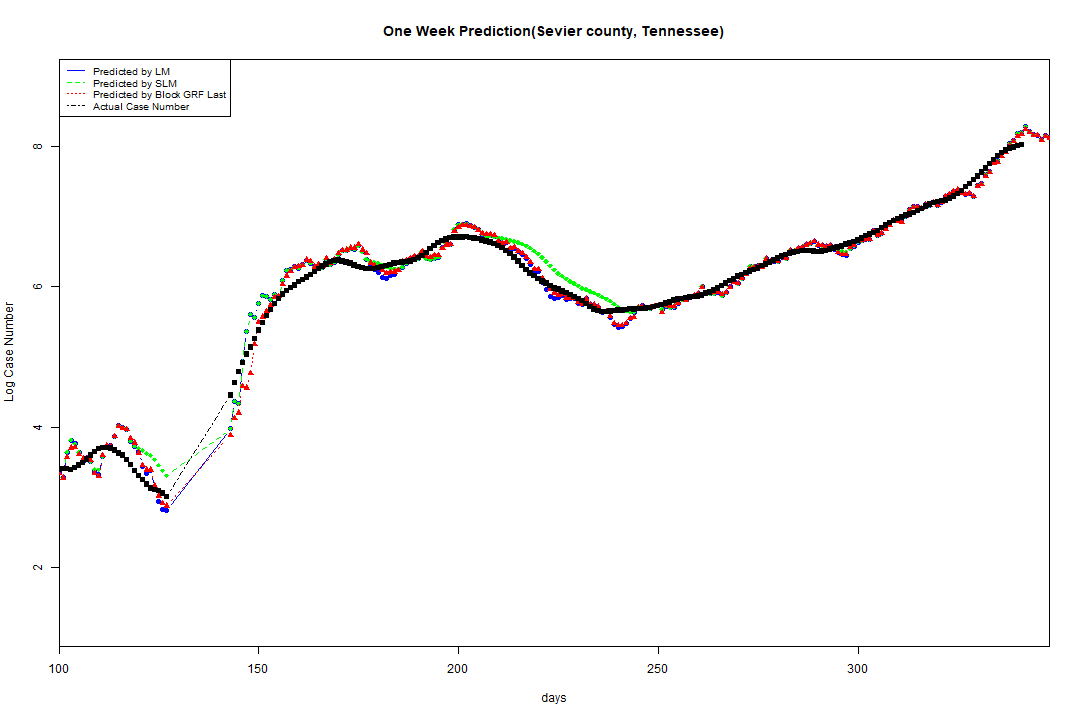 One Week Prediction(Sevier county, Tennessee)
Predicted by LM
Predicted by SLM
Predicted by Block GRF Last
Actual Case Number
8
6
4
2
Log Case Number
100 150 200 250 300
days